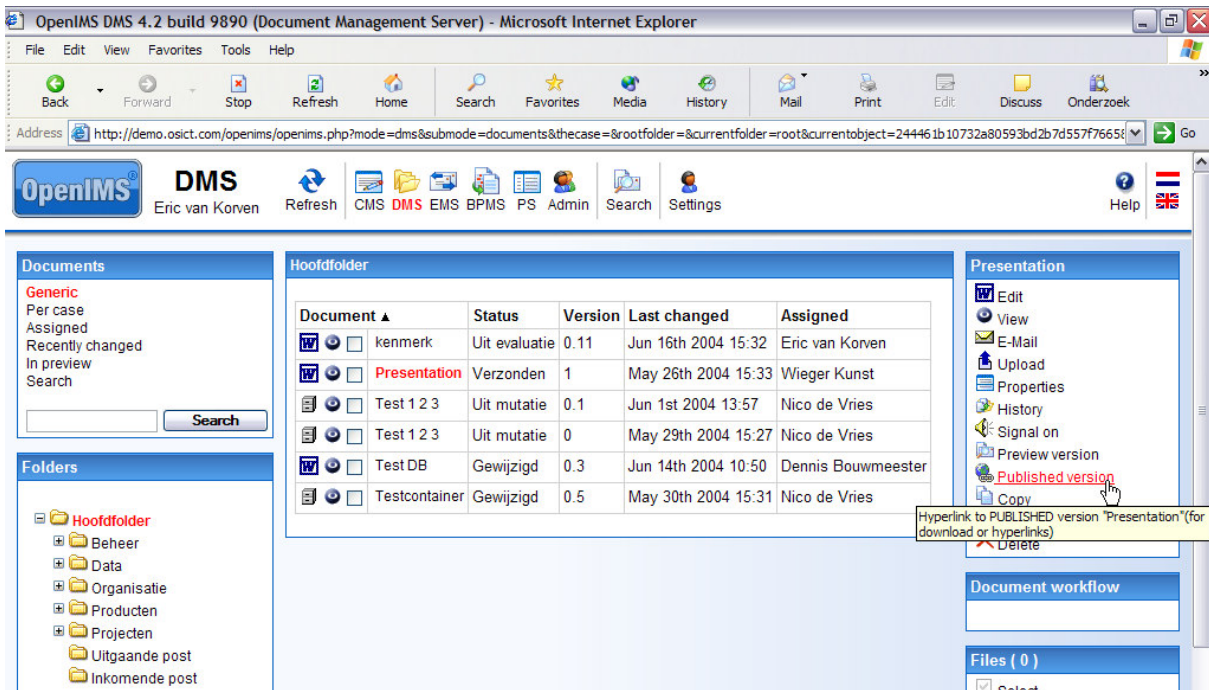 OpenIMS DMS 4.2 build 9890 (Document Management Server) - Microsoft Internet Explorer
File Edit View Favorites Tools Help
Back Forward Stop Refresh Home Search Favorites Media History Mail Print Edit Discuss Onderzoek
Address http://demo.osict.com/openims/openims.php?mode=dms&submode=documents&thecase=&rootfolder=&currentfolder=root&currentobject=244461b10732a80593bd2b7d557f7665 Go
OpenIMS®
DMS
Eric van Korven
Refresh CMS DMS EMS BPMS PS Admin Search Settings Help
Documents
Generic
Per case
Assigned
Recently changed
In preview
Search
Search
Folders
Hoofdfolder
Beheer
Data
Organisatie
Producten
Projecten
Uitgaande post
Inkomende post
Hoofdfolder
Document ▲ Status Version Last changed Assigned
kenmerk Uit evaluatie 0.11 Jun 16th 2004 15:32 Eric van Korven
Presentation Verzonden 1 May 26th 2004 15:33 Wieger Kunst
Test 1 2 3 Uit mutatie 0.1 Jun 1st 2004 13:57 Nico de Vries
Test 1 2 3 Uit mutatie 0 May 29th 2004 15:27 Nico de Vries
Test DB Gewijzigd 0.3 Jun 14th 2004 10:50 Dennis Bouwmeester
Testcontainer Gewijzigd 0.5 May 30th 2004 15:31 Nico de Vries
Presentation
Edit
View
E-Mail
Upload
Properties
History
Signal on
Preview version
Published version
Copy
Hyperlink to PUBLISHED version "Presentation"(for
download or hyperlinks)
Delete
Document workflow
Files ( 0 )
Select